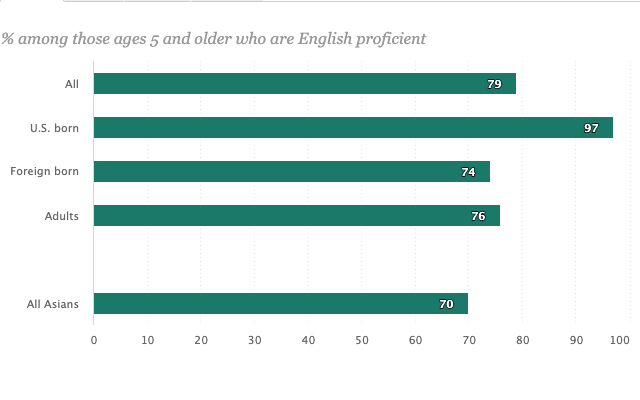 % among those ages 5 and older who are English proficient
All 79
U.S. born 97
Foreign born 74
Adults 76
All Asians 70
0 10 20 30 40 50 60 70 80 90 100